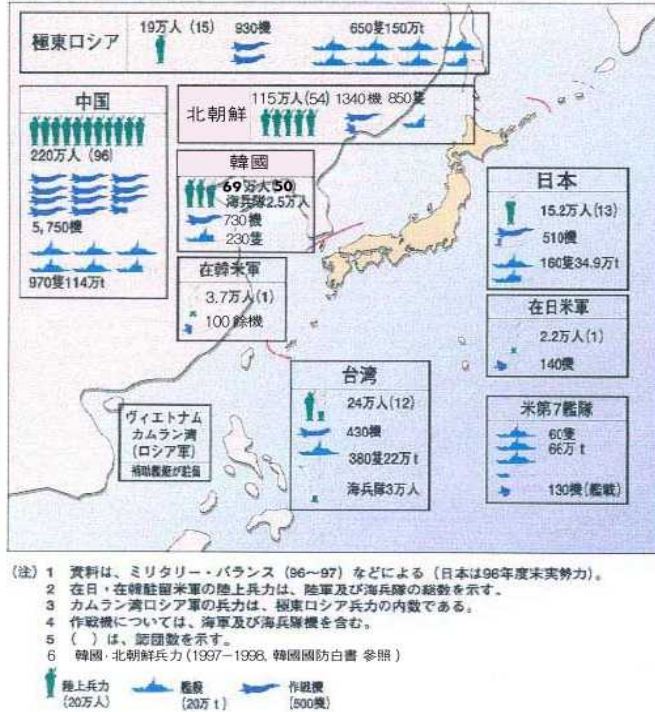 極東ロシア
19万人 (15) 930機 650隻150万t
中国
220万人 (96)
5,750機
970隻114万t
北朝鮮
115万人(54) 1340機 850隻
韓國
69万人(50)
海兵隊2.5万人
730機
230隻
在韓米軍
3.7万人(1)
100餘機
日本
15.2万人(13)
510機
160隻34.9万t
在日米軍
2.2万人(1)
140機
台湾
24万人(12)
430機
380隻22万t
海兵隊3万人
米第7艦隊
60隻
66万t
130機(艦戦)
ヴィエトナム
カムラン湾
(ロシア軍)
補助艦艇が駐留
(注) 1 資料は、ミリタリー・バランス (96〜97) などによる (日本は96年度末実勢力)。
2 在日・在韓駐留米軍の陸上兵力は、陸軍及び海兵隊の総数を示す。
3 カムラン湾ロシア軍の兵力は、極東ロシア兵力の内数である。
4 作戦機については、海軍及び海兵隊機を含む。
5 ( ) は、師団数を示す。
6 韓國·北朝鮮兵力 (1997-1998, 韓國國防白書 參照 )
陸上兵力 艦艇 作戦機
(20万人) (20万t) (500機)